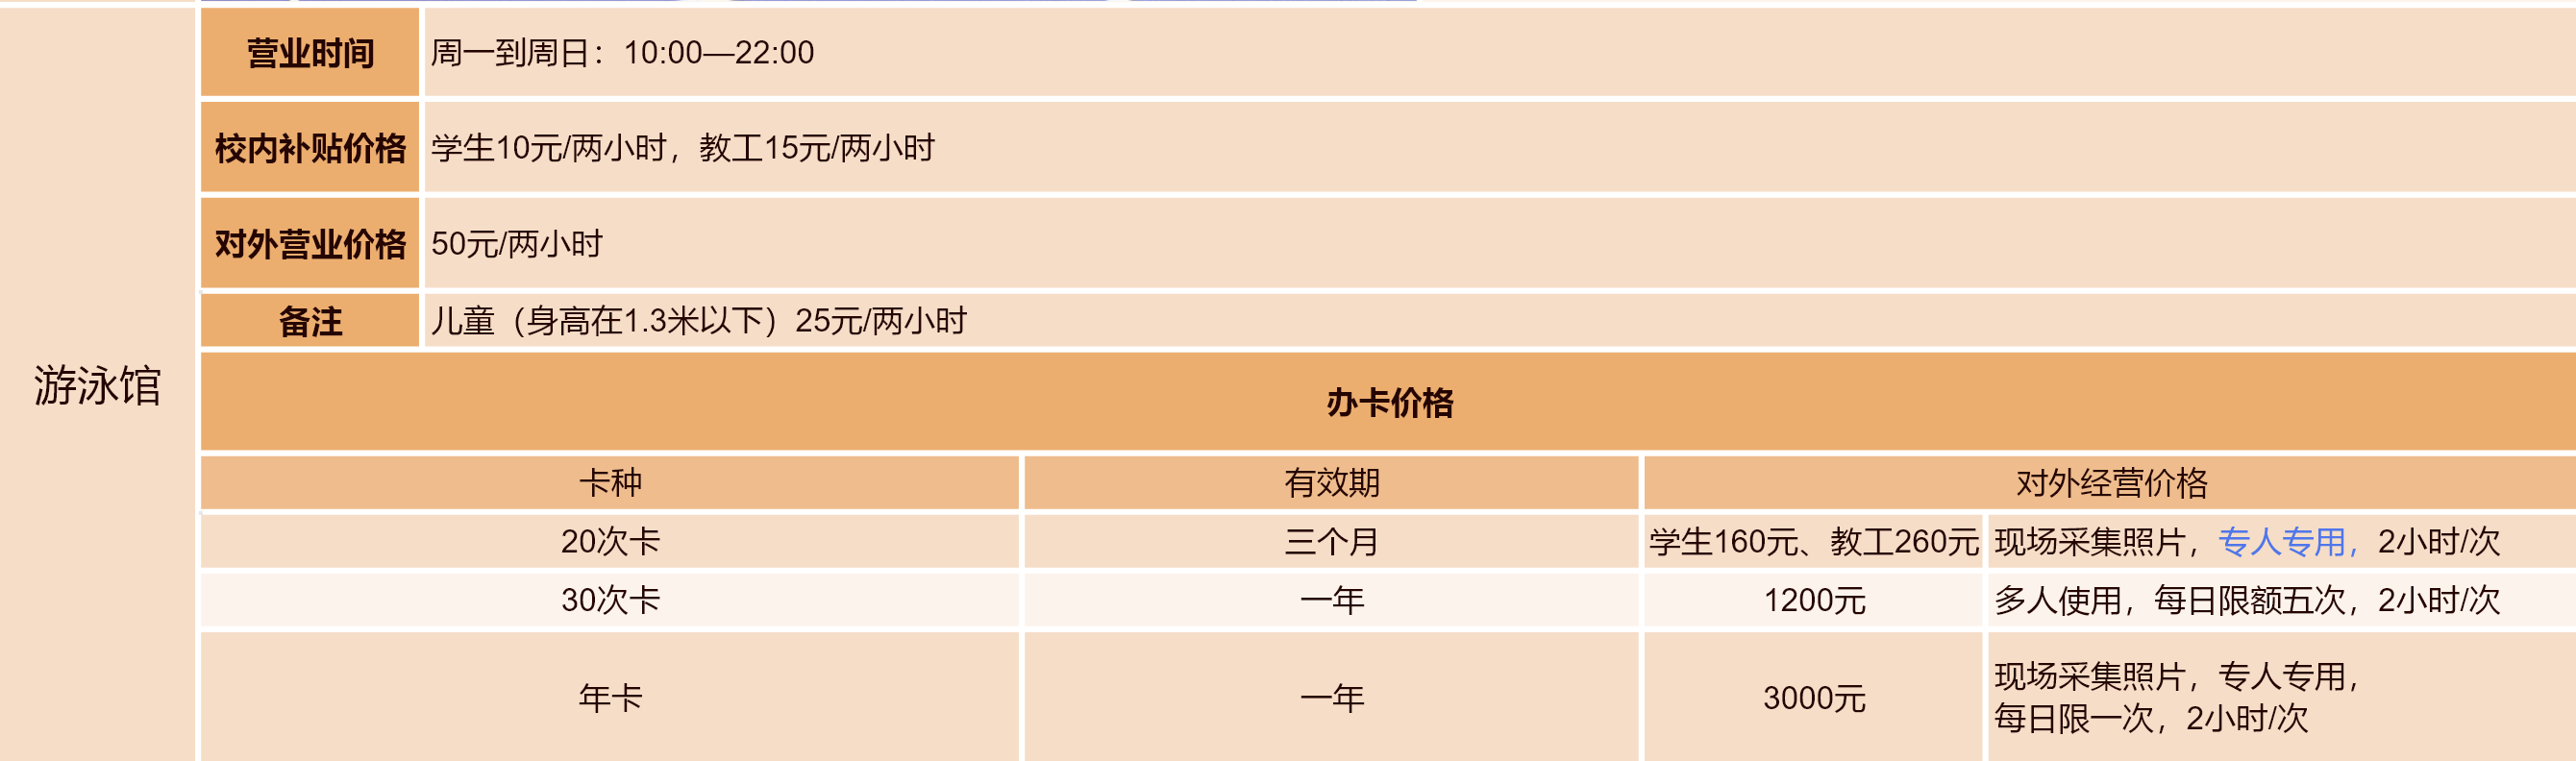 游泳馆
营业时间
周一到周日：10:00—22:00
校内补贴价格
学生10元/两小时，教工15元/两小时
对外营业价格
50元/两小时
备注
儿童（身高在1.3米以下）25元/两小时
办卡价格
卡种
有效期
对外经营价格
20次卡
三个月
学生160元、教工260元
现场采集照片，专人专用，2小时/次
30次卡
一年
1200元
多人使用，每日限额五次，2小时/次
年卡
一年
3000元
现场采集照片，专人专用，
每日限一次，2小时/次